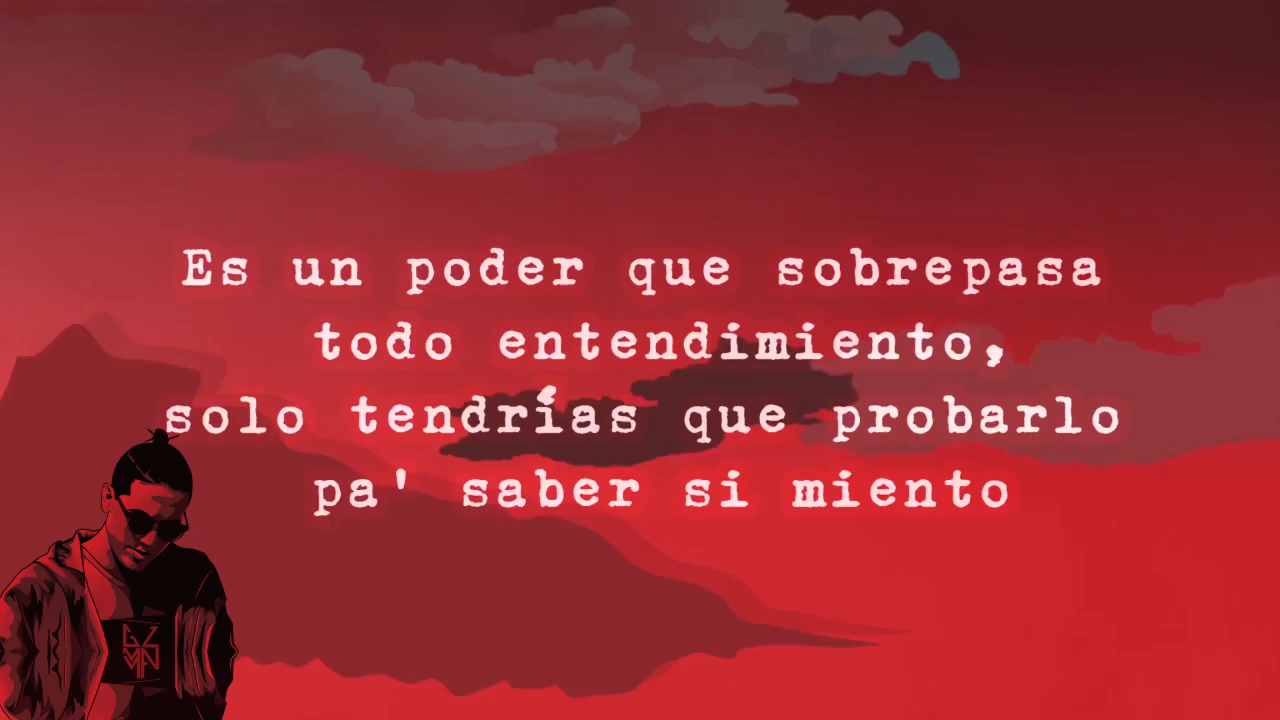 Es un poder que sobrepasa
todo entendimiento,
solo tendrías que probarlo
pa' saber si miento